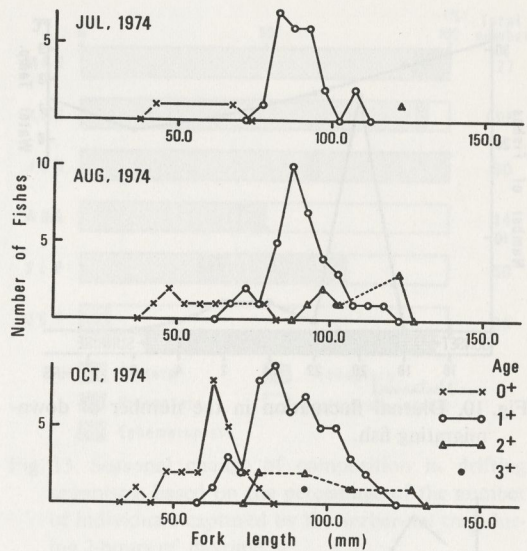 JUL, 1974
5
50.0
100.0
150.0
AUG, 1974
10
5
50.0
100.0
150.0
OCT, 1974
5
50.0
100.0
150.0
Number of Fishes
Fork length (mm)
Age
0+
1+
2+
3+